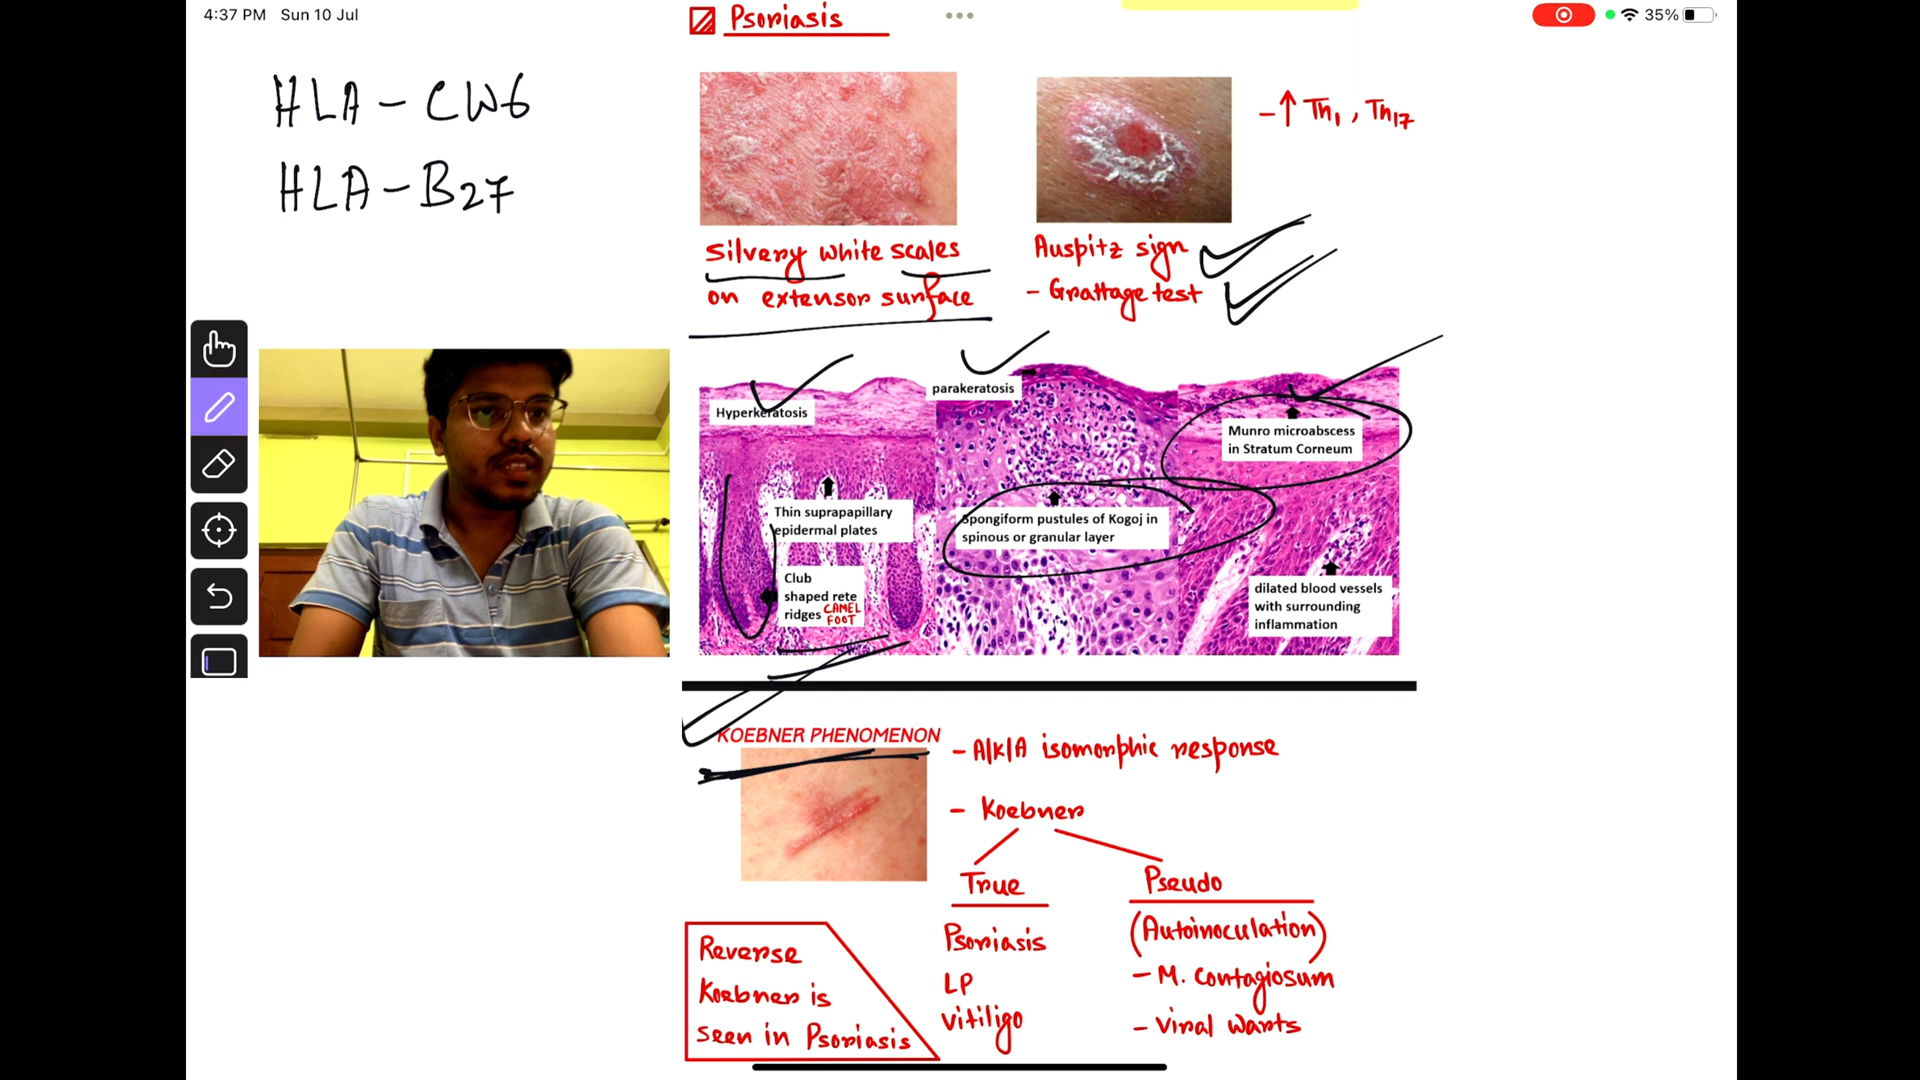 4:37 PM Sun 10 Jul
35%
HLA - CW6
HLA - B27
Psoriasis
- ↑ Th1, Th17
Silvery white scales
on extensor surface
Auspitz sign
- Grattage test
Hyperkeratosis
parakeratosis
Munro microabscess
in Stratum Corneum
Thin suprapapillary
epidermal plates
Spongiform pustules of Kogoj in
spinous or granular layer
Club
shaped rete
ridges CAMEL
FOOT
dilated blood vessels
with surrounding
inflammation
KOEBNER PHENOMENON
- A/K/A isomorphic response
- Koebner
True
Psoriasis
LP
Vitiligo
Pseudo
(Autoinoculation)
- M. Contagiosum
- Viral warts
Reverse
Koebner is
seen in Psoriasis